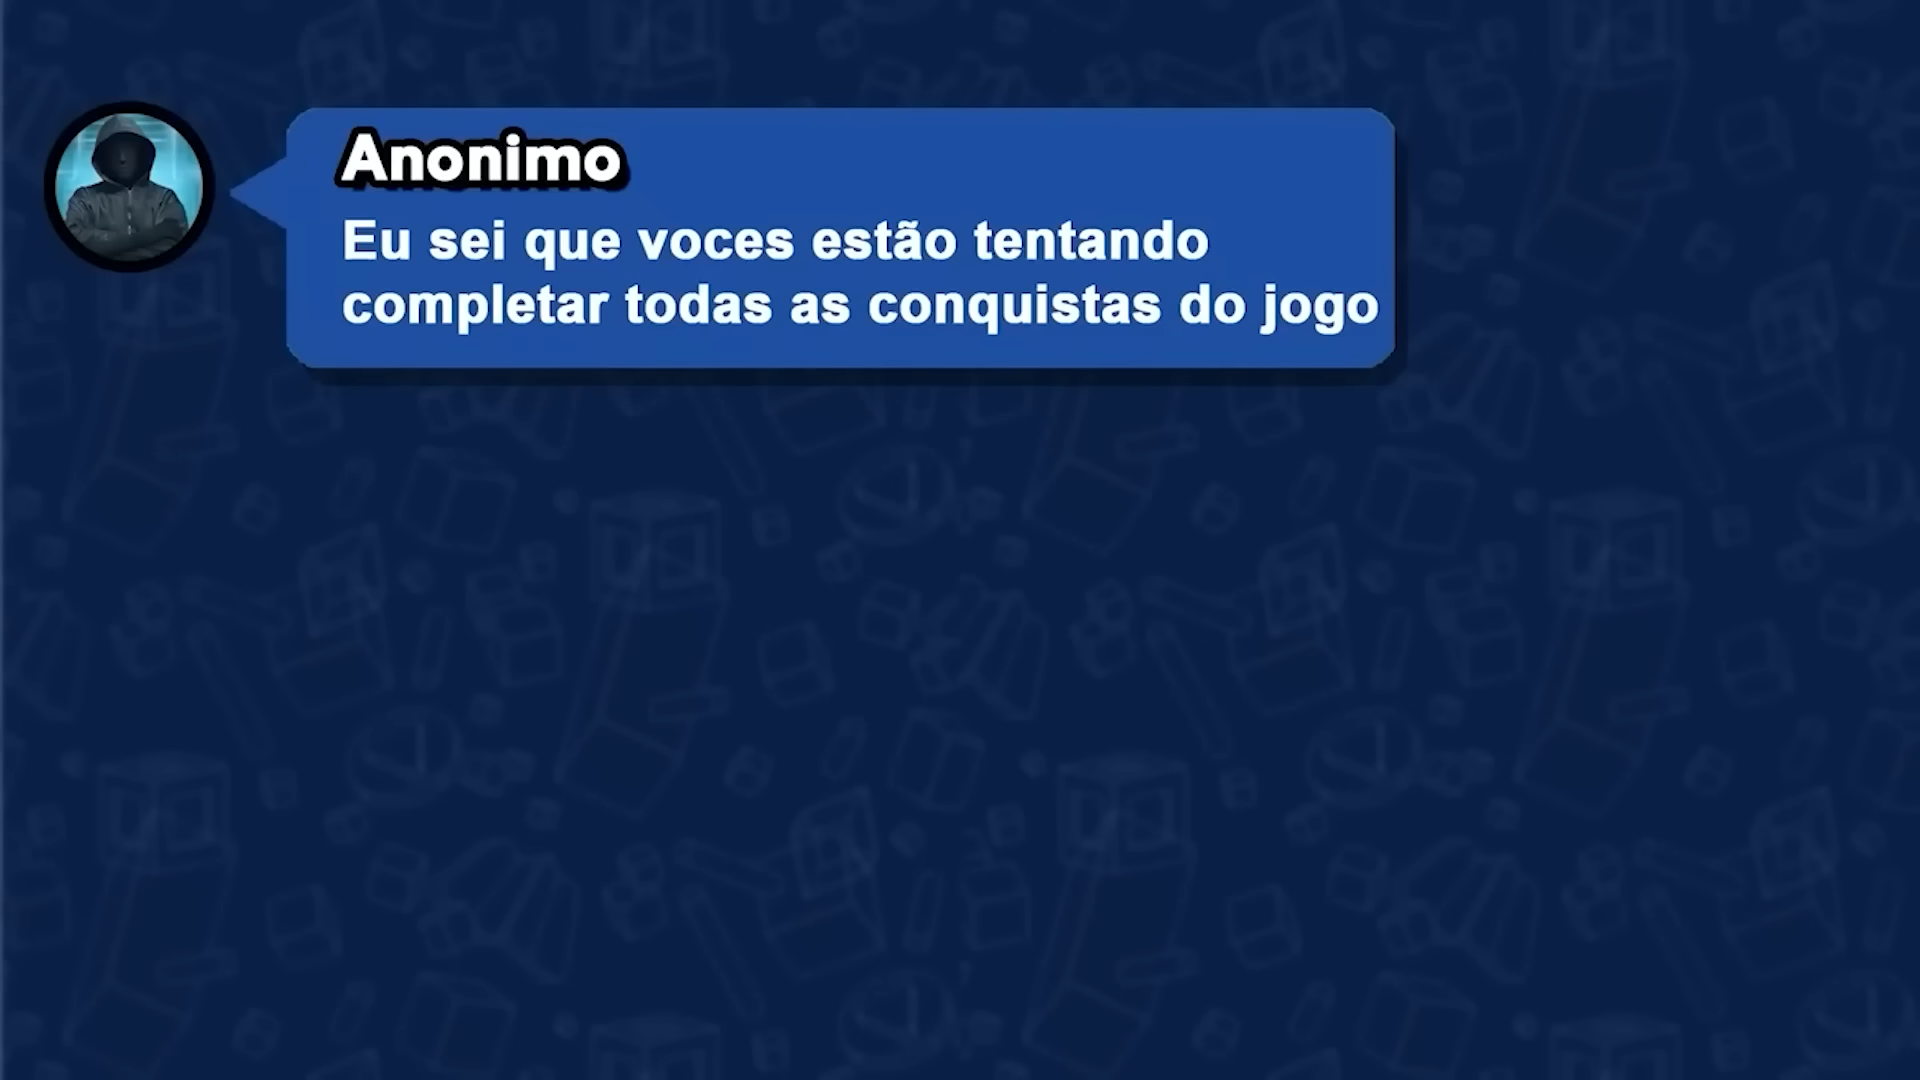 Anonimo
Eu sei que voces estão tentando
completar todas as conquistas do jogo